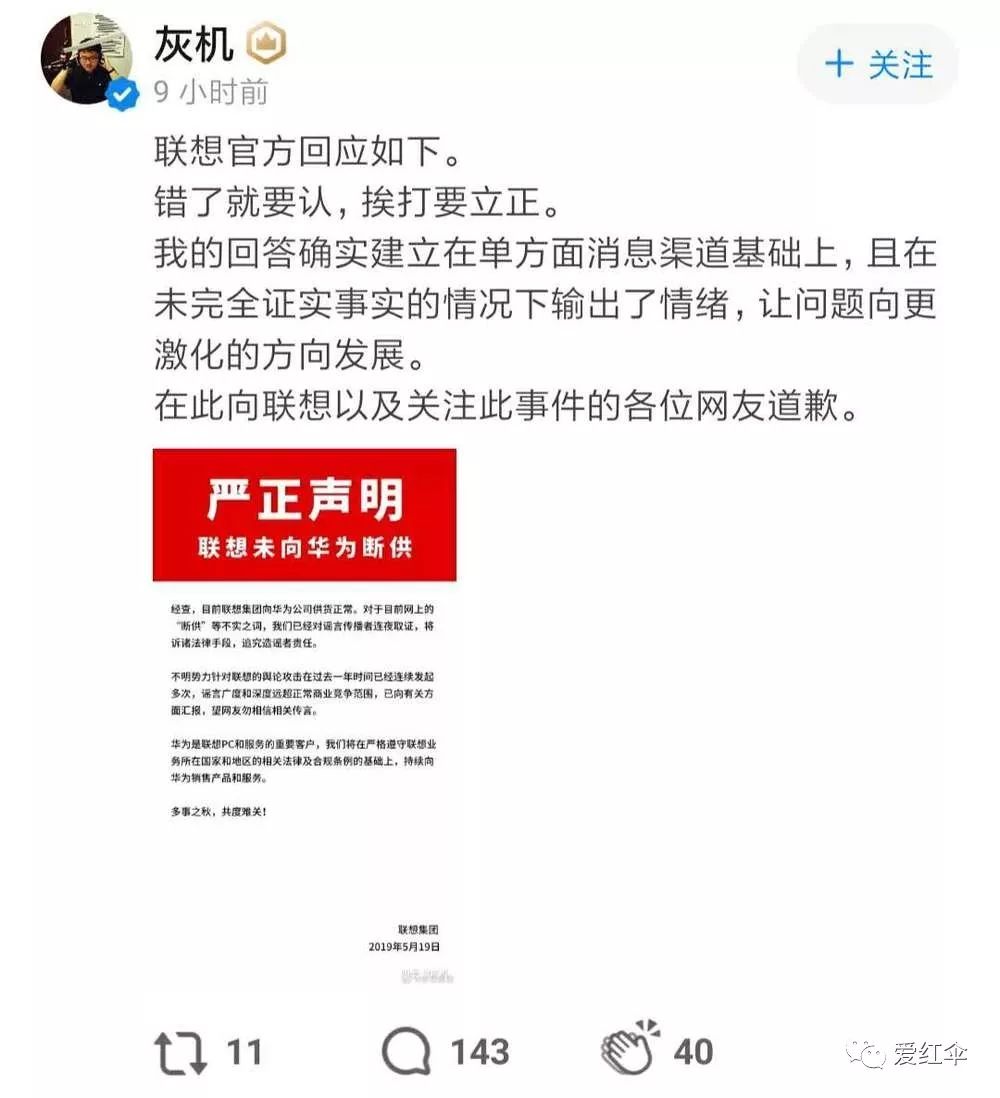 灰机
9 小时前
+ 关注
联想官方回应如下。
错了就要认，挨打要立正。
我的回答确实建立在单方面消息渠道基础上，且在
未完全证实事实的情况下输出了情绪，让问题向更
激化的方向发展。
在此向联想以及关注此事件的各位网友道歉。
严正声明
联想未向华为断供
经查，目前联想集团向华为公司供货正常。对于目前网上的
“断供”等不实之词，我们已经对谣言传播者连夜取证，将
诉诸法律手段，追究造谣者责任。
不明势力针对联想的舆论攻击在过去一年时间已经连续发起
多次，谣言广度和深度远超正常商业竞争范围，已向有关方
面汇报，望网友勿相信相关传言。
华为是联想PC和服务的重要客户，我们将在严格遵守联想业
务所在国家和地区的相关法律及合规条例的基础上，持续向
华为销售产品和服务。
多事之秋，共度难关！
联想集团
2019年5月19日
11
143
40
爱红伞